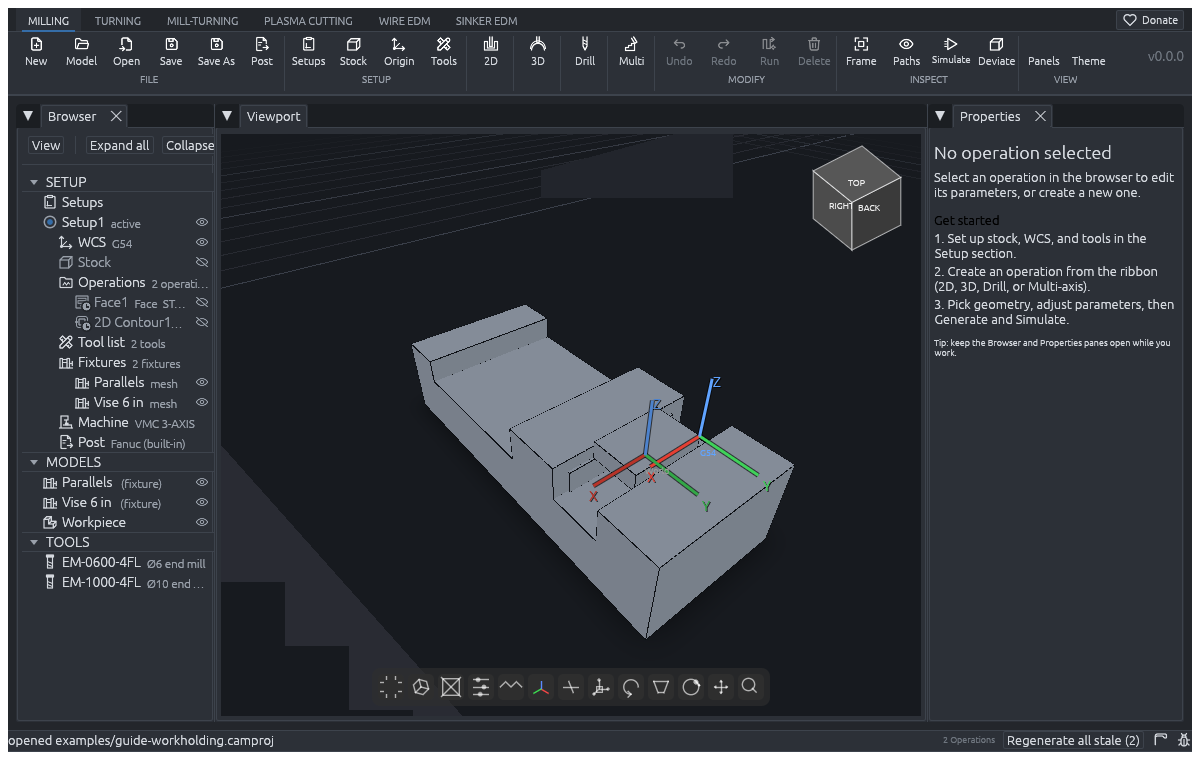 MILLING TURNING MILL-TURNING PLASMA CUTTING WIRE EDM SINKER EDM Donate
New Model Open Save Save As Post Setups Stock Origin Tools 2D 3D Drill Multi Undo Redo Run Delete Frame Paths Simulate Deviate Panels Theme v0.0.0
FILE SETUP MODIFY INSPECT VIEW
Browser
View Expand all Collapse
SETUP
Setups
Setup1 active
WCS G54
Stock
Operations 2 operati...
Face1 Face ST...
2D Contour1...
Tool list 2 tools
Fixtures 2 fixtures
Parallels mesh
Vise 6 in mesh
Machine VMC 3-AXIS
Post Fanuc (built-in)
MODELS
Parallels (fixture)
Vise 6 in (fixture)
Workpiece
TOOLS
EM-0600-4FL Ø6 end mill
EM-1000-4FL Ø10 end ...
Viewport
TOP
RIGHT BACK
Z
Z
G54
X
X
Y
Y
Properties
No operation selected
Select an operation in the browser to edit
its parameters, or create a new one.
Get started
1. Set up stock, WCS, and tools in the
Setup section.
2. Create an operation from the ribbon
(2D, 3D, Drill, or Multi-axis).
3. Pick geometry, adjust parameters, then
Generate and Simulate.
Tip: keep the Browser and Properties panes open while you
work.
opened examples/guide-workholding.camproj 2 Operations Regenerate all stale (2)